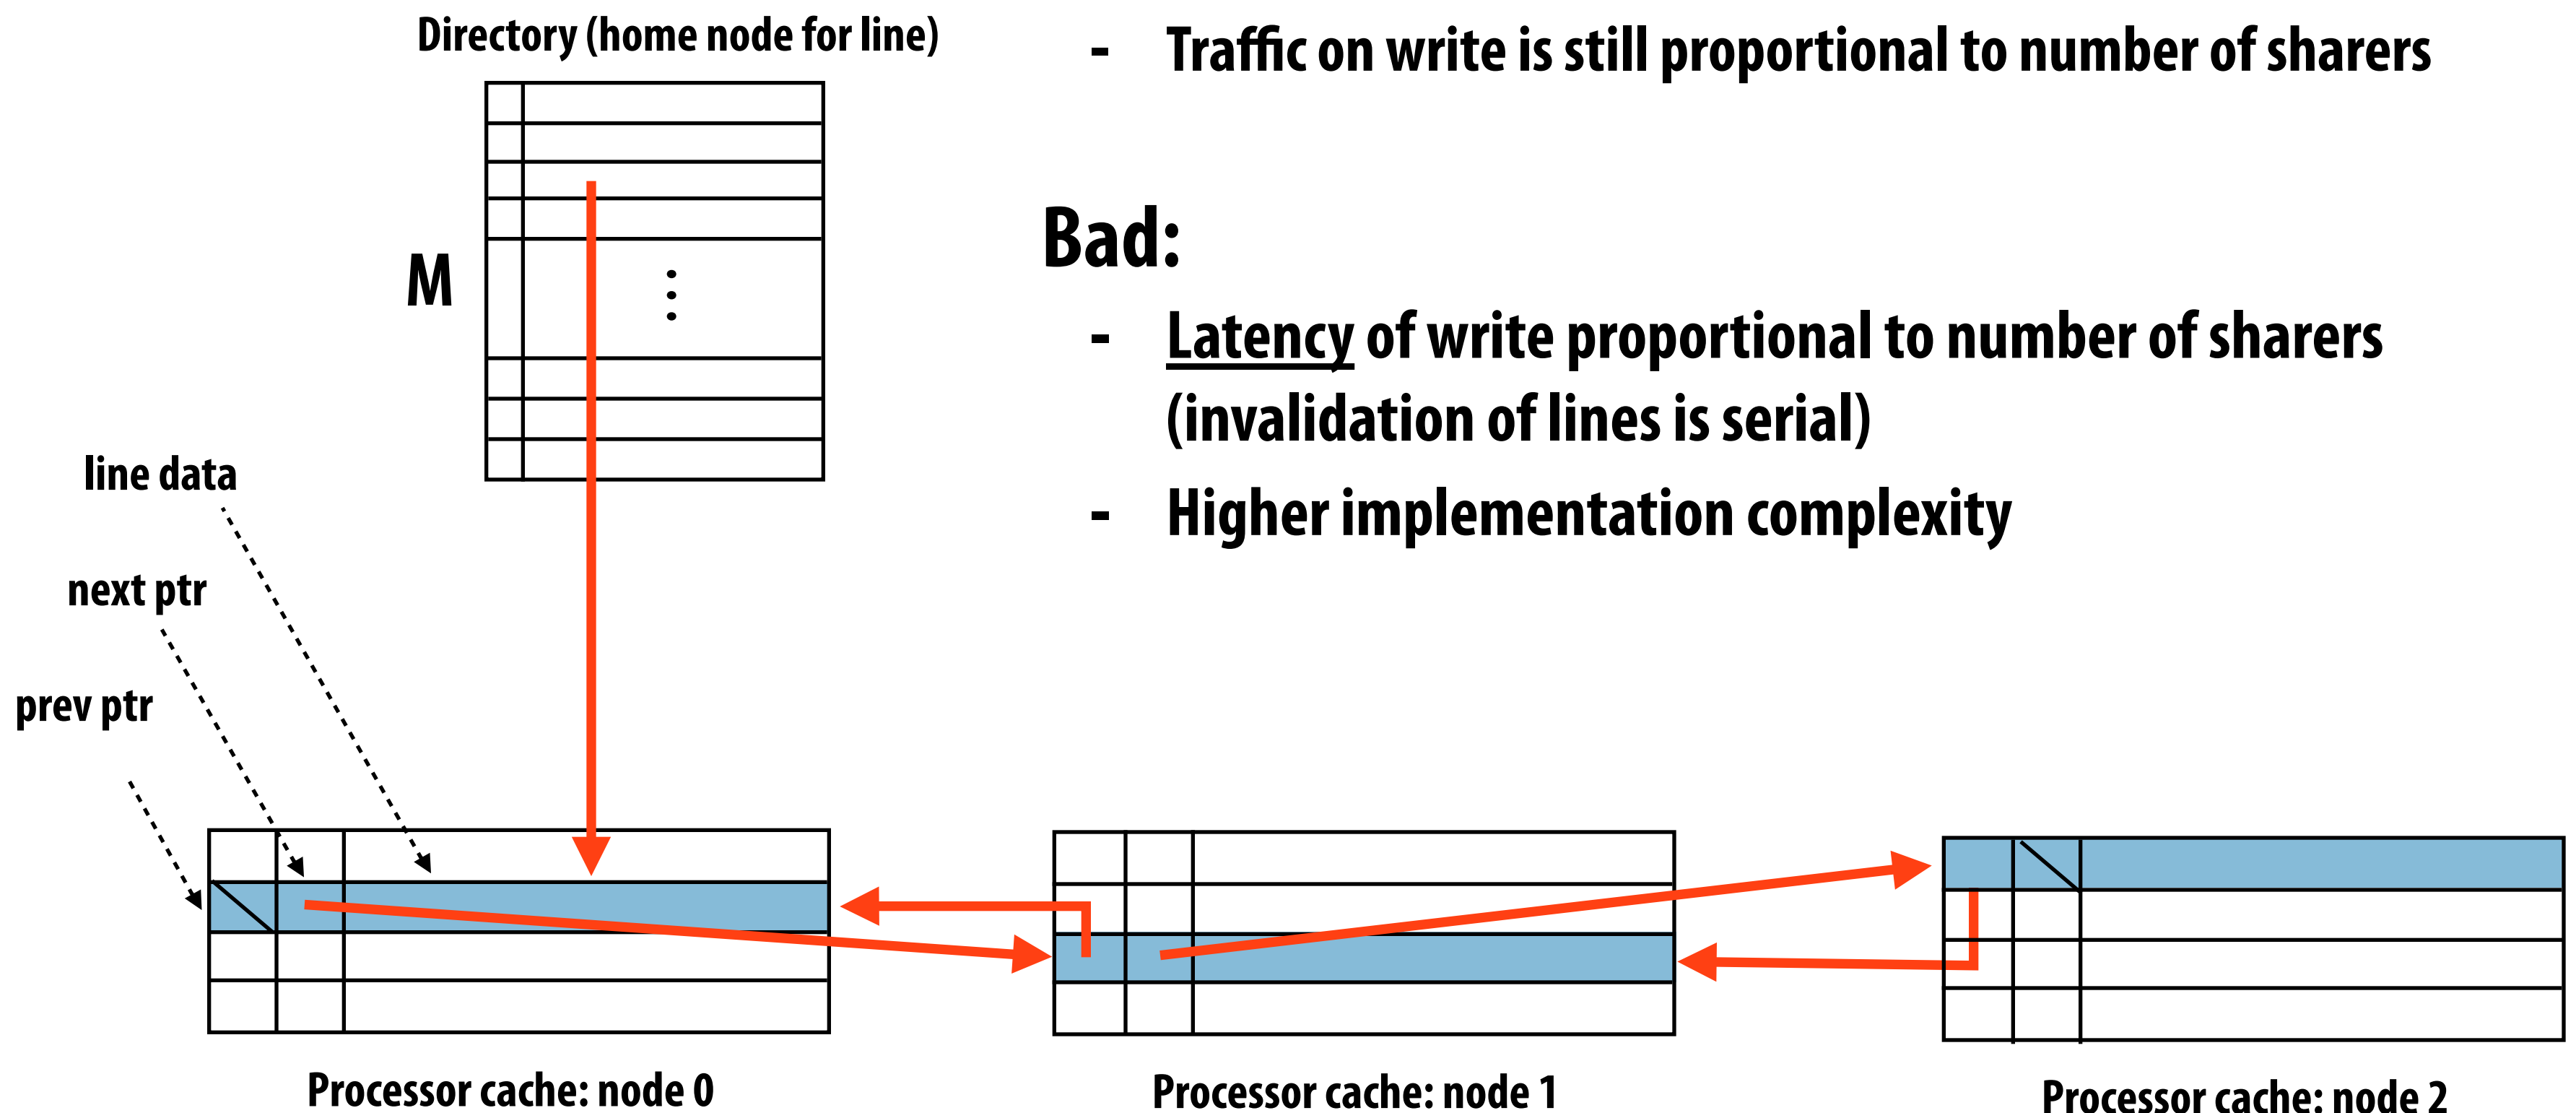 Directory (home node for line)
M
line data
next ptr
prev ptr
- Traffic on write is still proportional to number of sharers
Bad:
- Latency of write proportional to number of sharers
(invalidation of lines is serial)
- Higher implementation complexity
Processor cache: node 0
Processor cache: node 1
Processor cache: node 2